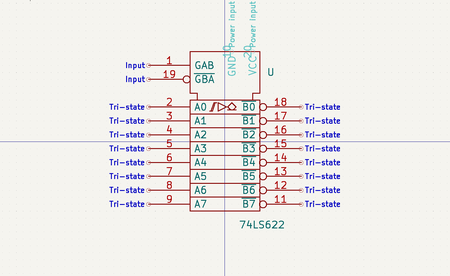 Power input
Power input
10
20
GND
VCC
Input 1 GAB U
Input 19 GBA
Tri-state 2 A0 B0 18 Tri-state
Tri-state 3 A1 B1 17 Tri-state
Tri-state 4 A2 B2 16 Tri-state
Tri-state 5 A3 B3 15 Tri-state
Tri-state 6 A4 B4 14 Tri-state
Tri-state 7 A5 B5 13 Tri-state
Tri-state 8 A6 B6 12 Tri-state
Tri-state 9 A7 B7 11 Tri-state
74LS622